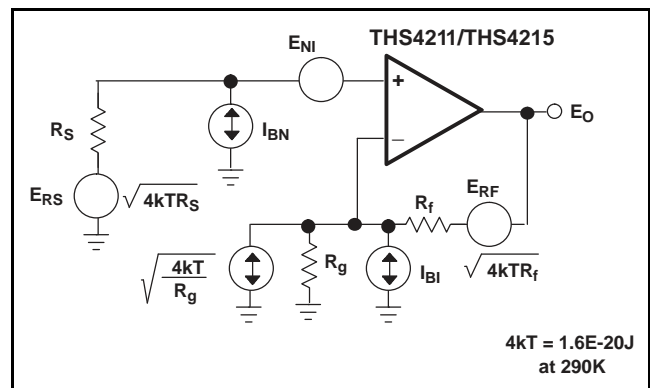 THS4211/THS4215
E_NI
+
R_S
I_BN
_
E_O
E_RS
√4kTR_S
R_f
E_RF
√(4kT/R_g)
R_g
I_BI
√4kTR_f
4kT = 1.6E-20J
at 290K